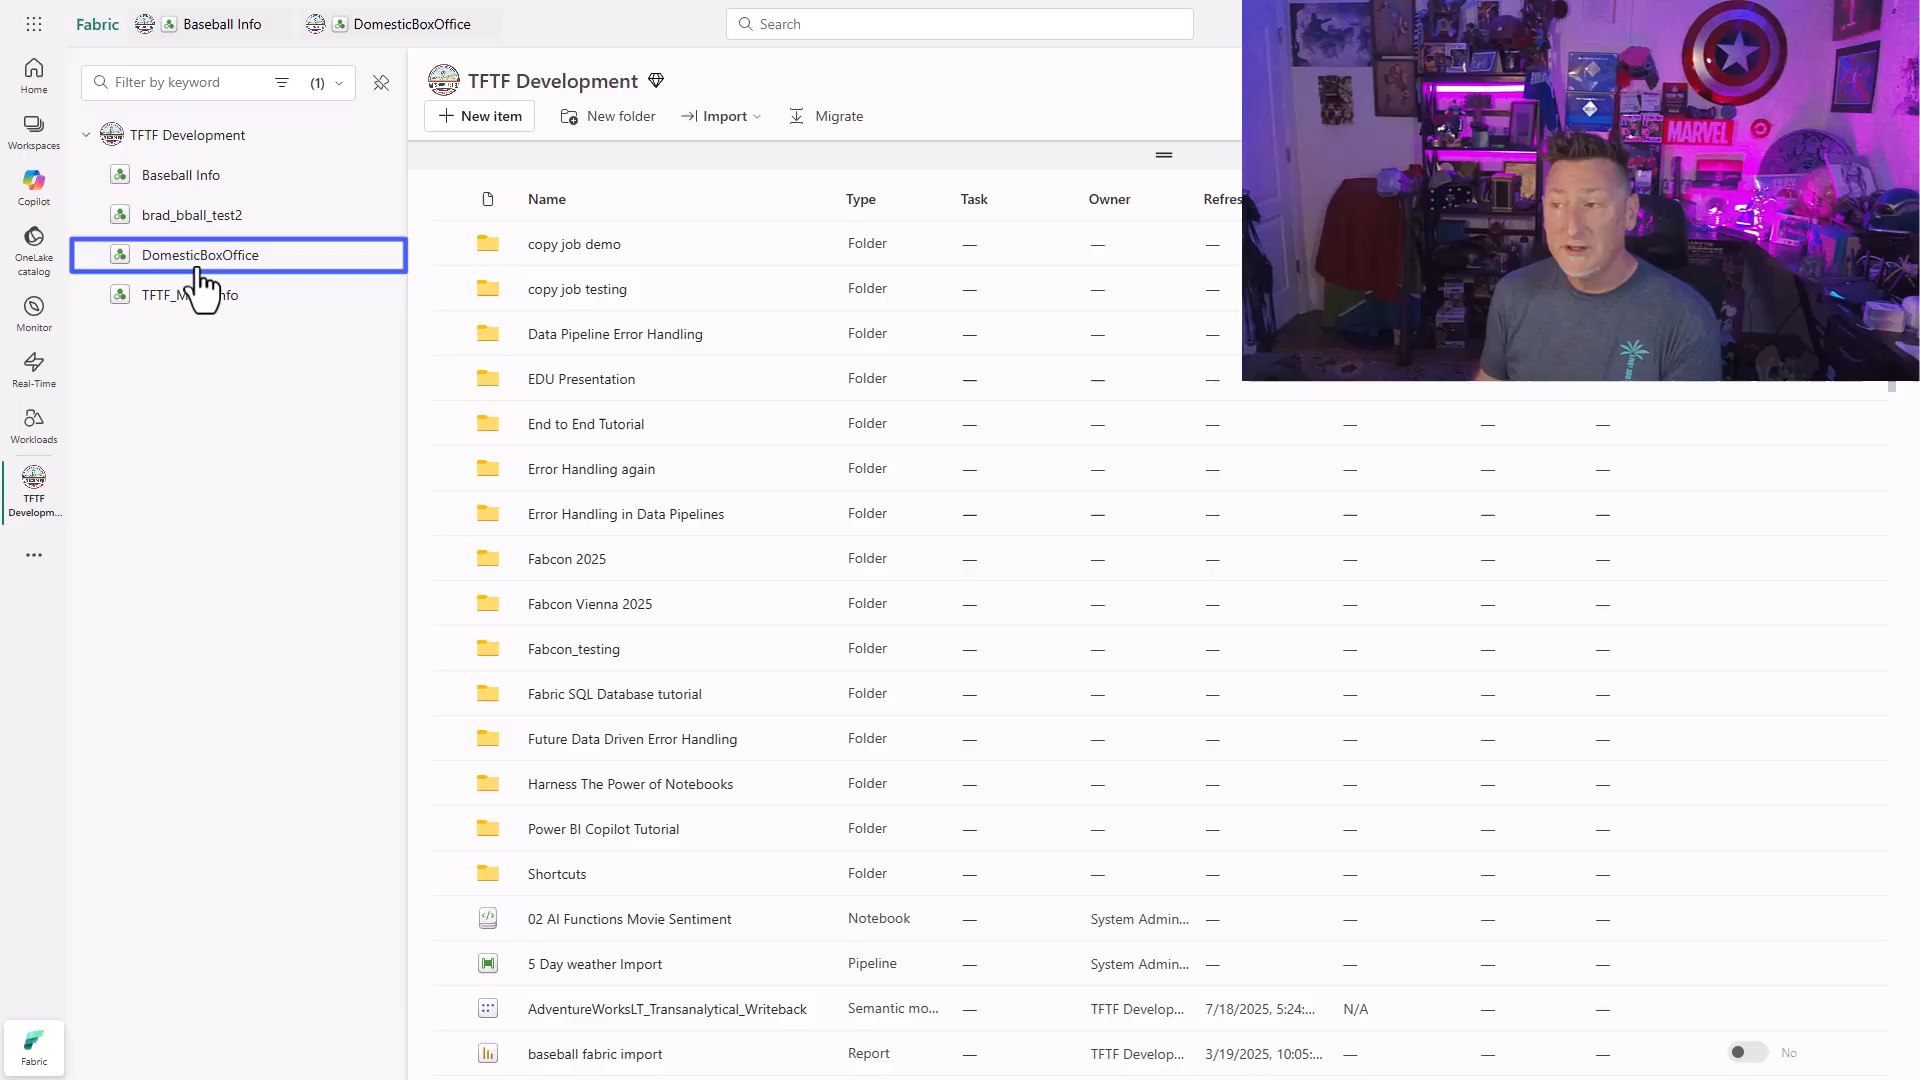 Fabric
Baseball Info
DomesticBoxOffice
Search
Home
Workspaces
Copilot
OneLake
catalog
Monitor
Real-Time
Workloads
TFTF
Developm...
Fabric
Filter by keyword
(1)
TFTF Development
Baseball Info
brad_bball_test2
DomesticBoxOffice
TFTF Development
New item
New folder
Import
Migrate
Name Type Task Owner
copy job demo Folder — —
copy job testing Folder — — —
Data Pipeline Error Handling Folder — — —
EDU Presentation Folder — — —
End to End Tutorial Folder — — — — — —
Error Handling again Folder — — — — — —
Error Handling in Data Pipelines Folder — — — — — —
Fabcon 2025 Folder — — — — — —
Fabcon Vienna 2025 Folder — — — — — —
Fabcon_testing Folder — — — — — —
Fabric SQL Database tutorial Folder — — — — — —
Future Data Driven Error Handling Folder — — — — — —
Harness The Power of Notebooks Folder — — — — — —
Power BI Copilot Tutorial Folder — — — — — —
Shortcuts Folder — — — — — —
02 AI Functions Movie Sentiment Notebook — System Admin... — — — —
5 Day weather Import Pipeline — System Admin... — — — —
AdventureWorksLT_Transanalytical_Writeback Semantic mo... — TFTF Develop... 7/18/2025, 5:24:... N/A — —
baseball fabric import Report — TFTF Develop... 3/19/2025, 10:05:... — — — No
MARVEL